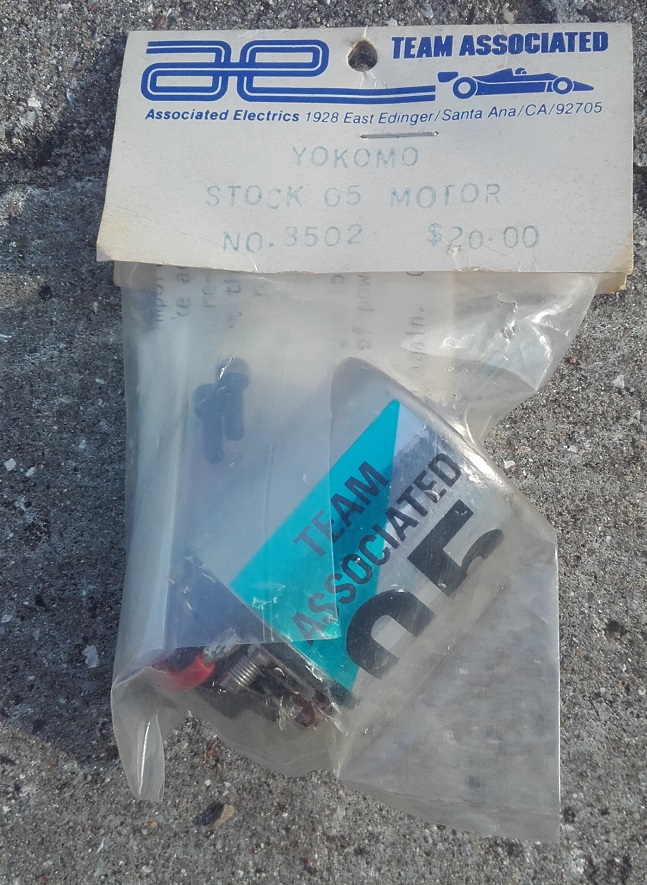 ae TEAM ASSOCIATED
Associated Electrics 1928 East Edinger/Santa Ana/CA/92705
YOKOMO
STOCK 05 MOTOR
NO.3502 $20.00
TEAM
ASSOCIATED
05